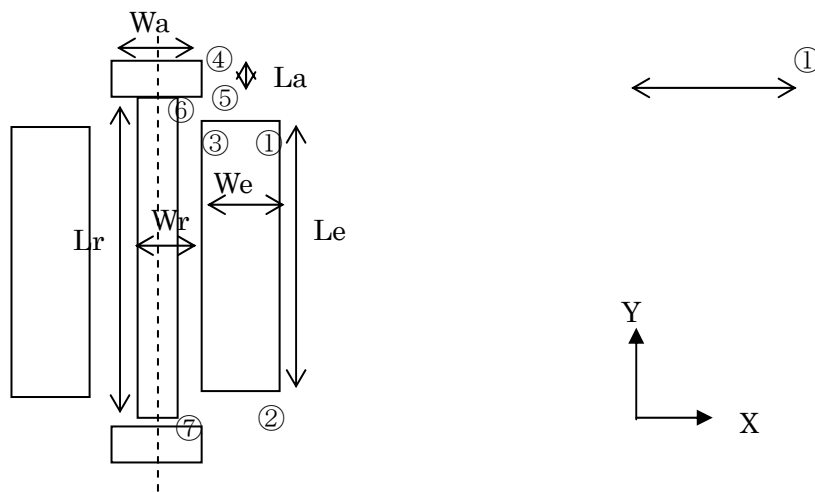 Wa
④
①
La
⑤
⑥
③ ①
We
Wr
Lr
Le
Y
②
X
⑦